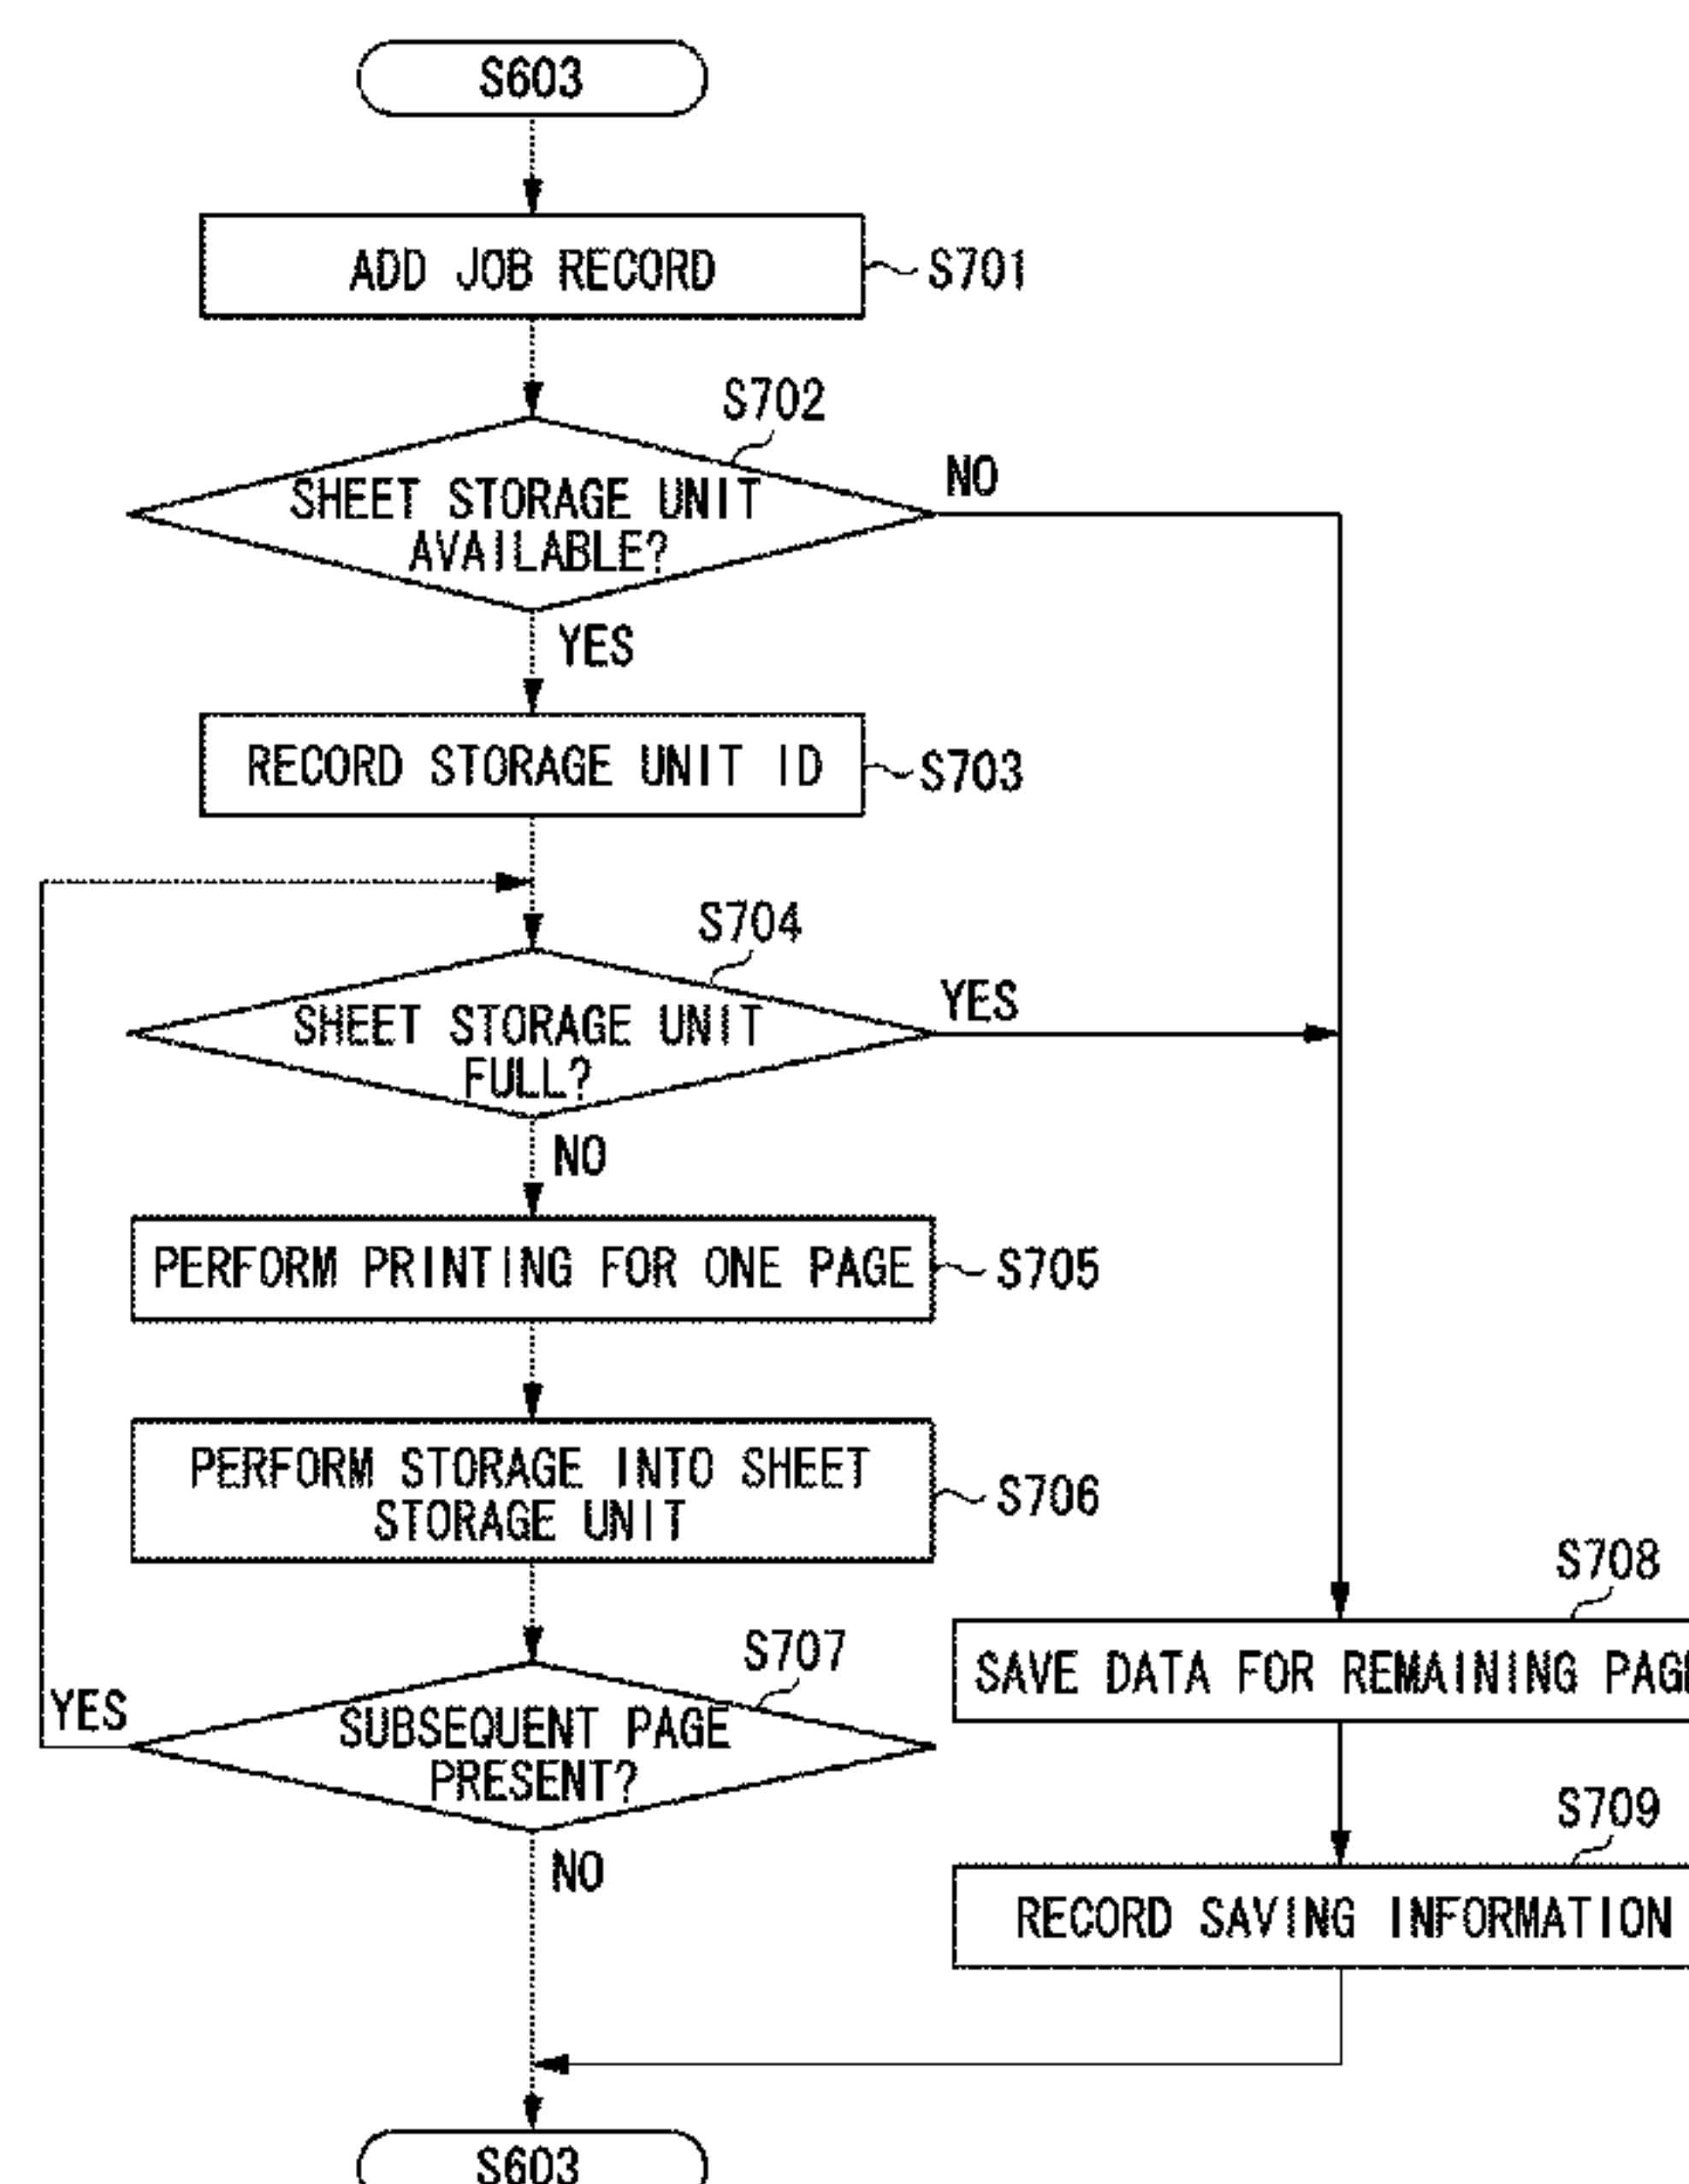 S603
ADD JOB RECORD
S701
S702
SHEET STORAGE UNIT
AVAILABLE?
NO
YES
RECORD STORAGE UNIT ID
S703
S704
SHEET STORAGE UNIT
FULL?
YES
NO
PERFORM PRINTING FOR ONE PAGE
S705
PERFORM STORAGE INTO SHEET
STORAGE UNIT
S706
S707
SUBSEQUENT PAGE
PRESENT?
YES
NO
S708
SAVE DATA FOR REMAINING PAGE
S709
RECORD SAVING INFORMATION
S603